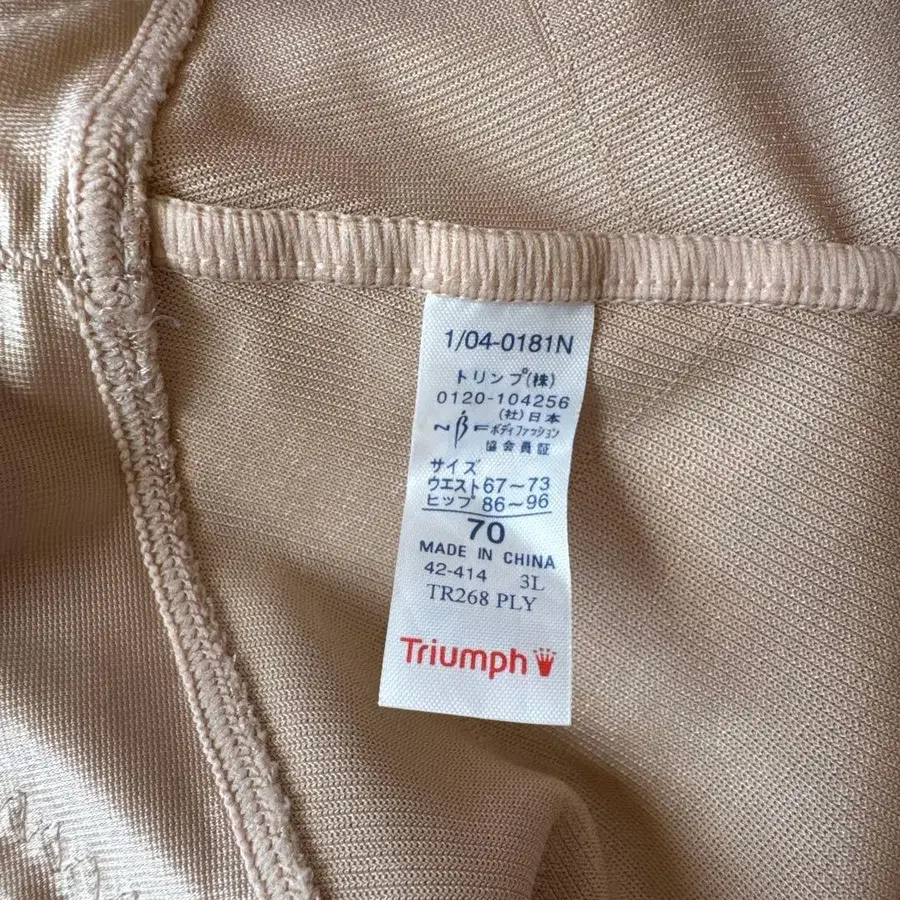 1/04-0181N
トリンプ(株)
0120-104256
(社)日本
ボディファッション
協会員証
サイズ
ウエスト 67~73
ヒップ 86~96
70
MADE IN CHINA
42-414 3L
TR268 PLY
Triumph